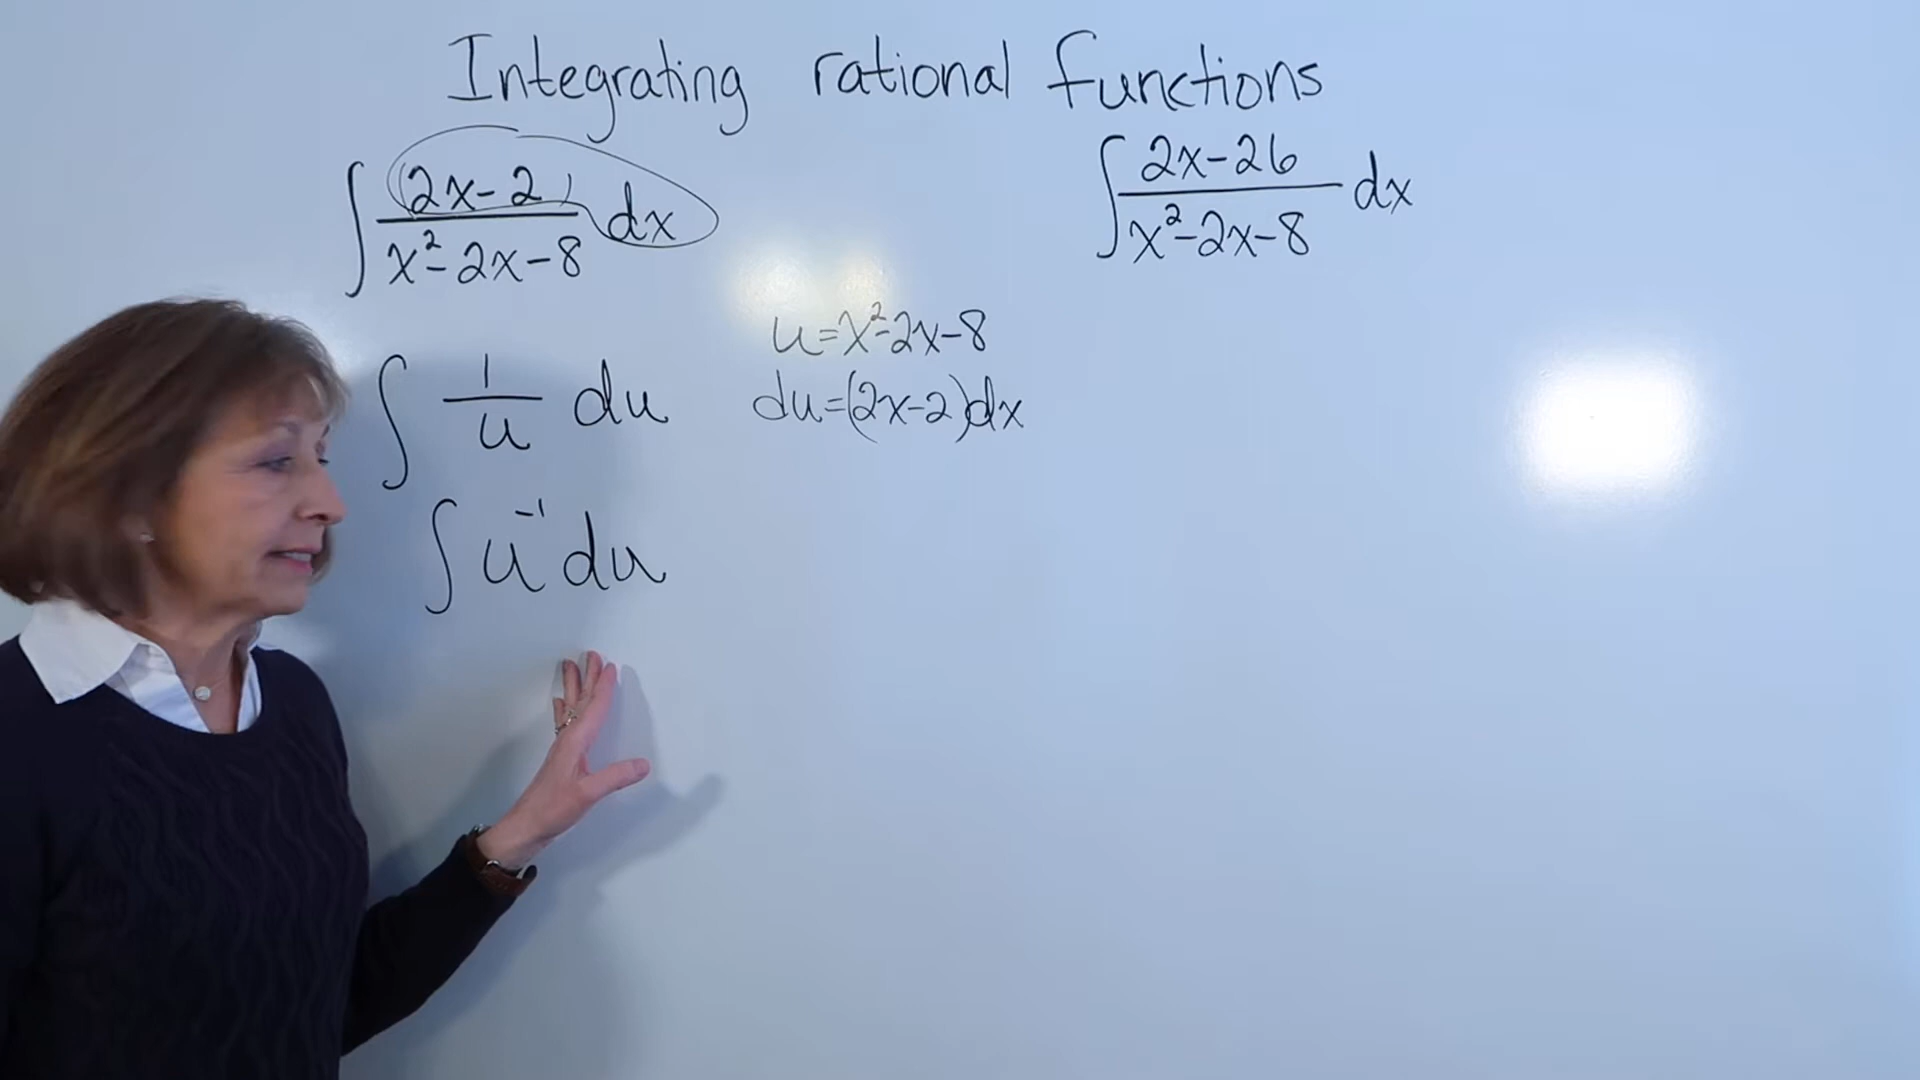 Integrating rational functions
∫ (2x-2)/(x²-2x-8) dx
∫ 1/u du
∫ u⁻¹ du
u=x²-2x-8
du=(2x-2)dx
∫ (2x-26)/(x²-2x-8) dx